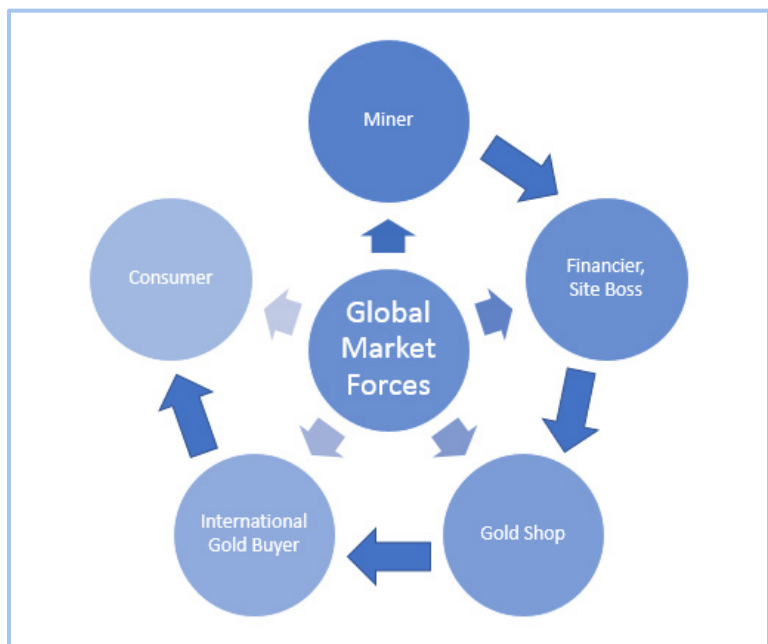 Miner
Financier,
Site Boss
Consumer
Global
Market
Forces
International
Gold Buyer
Gold Shop